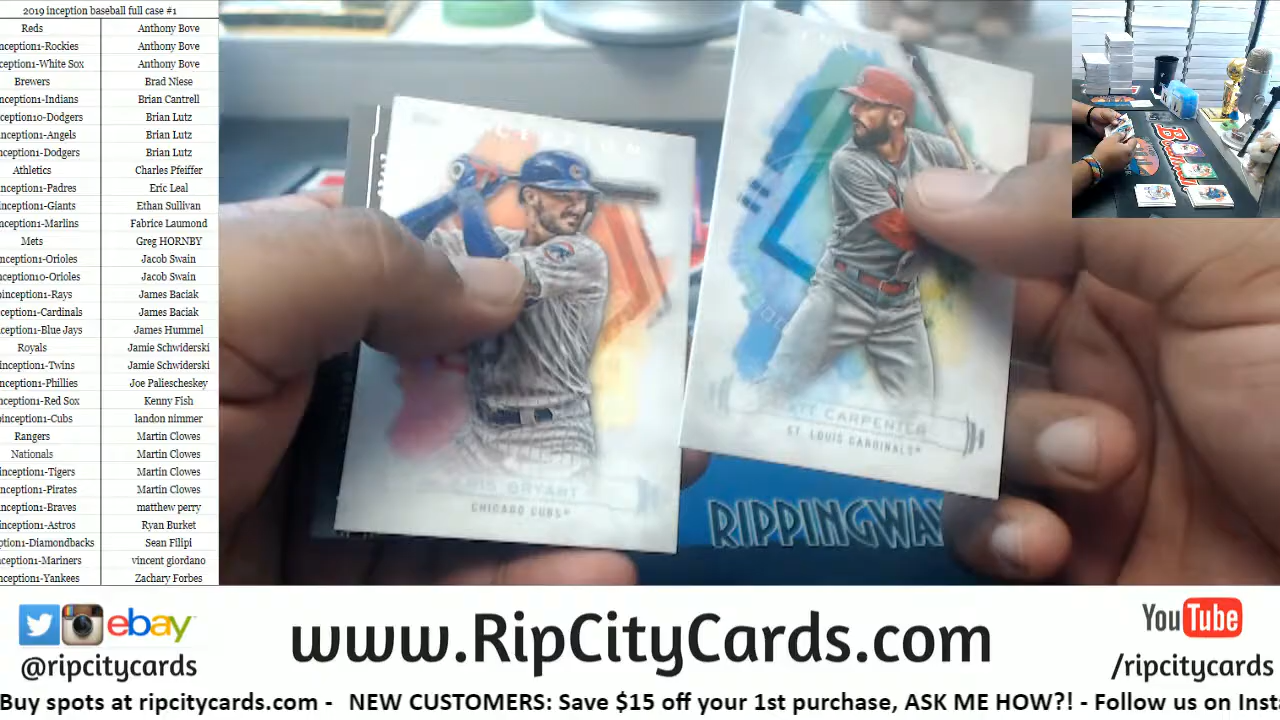 2019 inception baseball full case #1
Reds Anthony Bove
nception1-Rockies Anthony Bove
nception1-White Sox Anthony Bove
Brewers Brad Niese
nception1-Indians Brian Cantrell
nception10-Dodgers Brian Lutz
nception1-Angels Brian Lutz
nception1-Dodgers Brian Lutz
Athletics Charles Pfeiffer
nception1-Padres Eric Leal
nception1-Giants Ethan Sullivan
nception1-Marlins Fabrice Laumond
Mets Greg HORNBY
nception1-Orioles Jacob Swain
nception10-Orioles Jacob Swain
inception1-Rays James Baciak
nception1-Cardinals James Baciak
nception1-Blue Jays James Hummel
Royals Jamie Schwiderski
nception1-Twins Jamie Schwiderski
nception1-Phillies Joe Paliescheskey
nception1-Red Sox Kenny Fish
inception1-Cubs landon nimmer
Rangers Martin Clowes
Nationals Martin Clowes
nception1-Tigers Martin Clowes
nception1-Pirates Martin Clowes
nception1-Braves matthew perry
nception1-Astros Ryan Burket
ption1-Diamondbacks Sean Filipi
nception1-Mariners vincent giordano
nception1-Yankees Zachary Forbes
BRYANT
CHICAGO CUBS
CARPENTER
ST. LOUIS CARDINALS
RIPPINGWA
ebay
@ripcitycards
www.RipCityCards.com
YouTube
/ripcitycards
Buy spots at ripcitycards.com - NEW CUSTOMERS: Save $15 off your 1st purchase, ASK ME HOW?! - Follow us on Inst